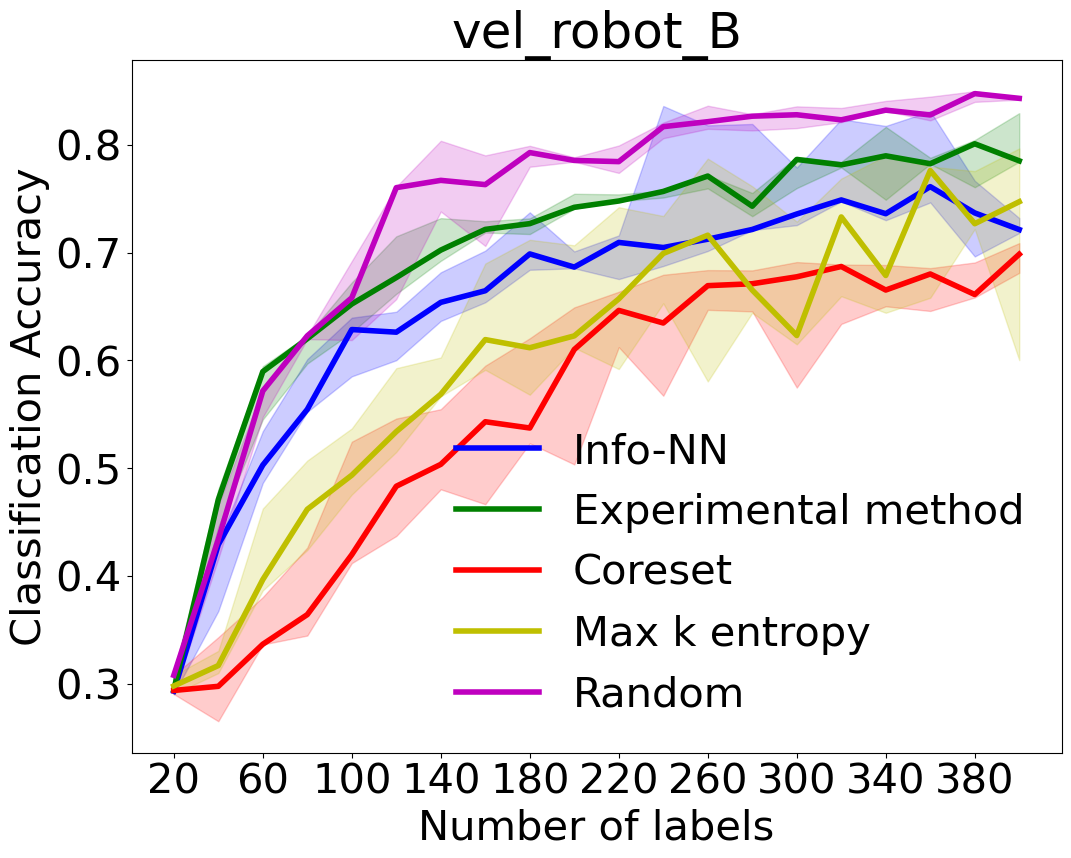 vel_robot_B
Classification Accuracy
0.8
0.7
0.6
0.5
0.4
0.3
Info-NN
Experimental method
Coreset
Max k entropy
Random
20 60 100 140 180 220 260 300 340 380
Number of labels